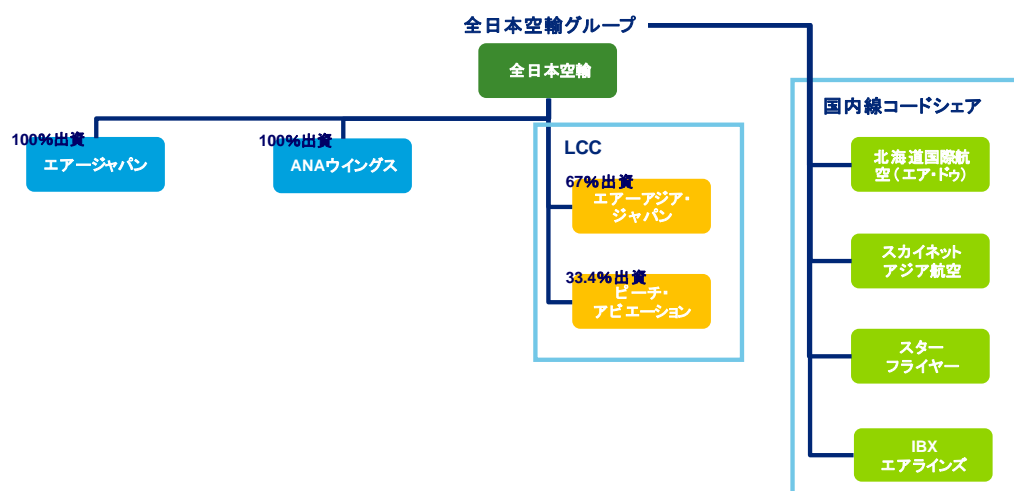 全日本空輸グループ
全日本空輸
100%出資
エアージャパン
100%出資
ANAウイングス
LCC
67%出資
エアーアジア・
ジャパン
33.4%出資
ピーチ・
アビエーション
国内線コードシェア
北海道国際航
空（エア・ドゥ）
スカイネット
アジア航空
スター
フライヤー
IBX
エアラインズ